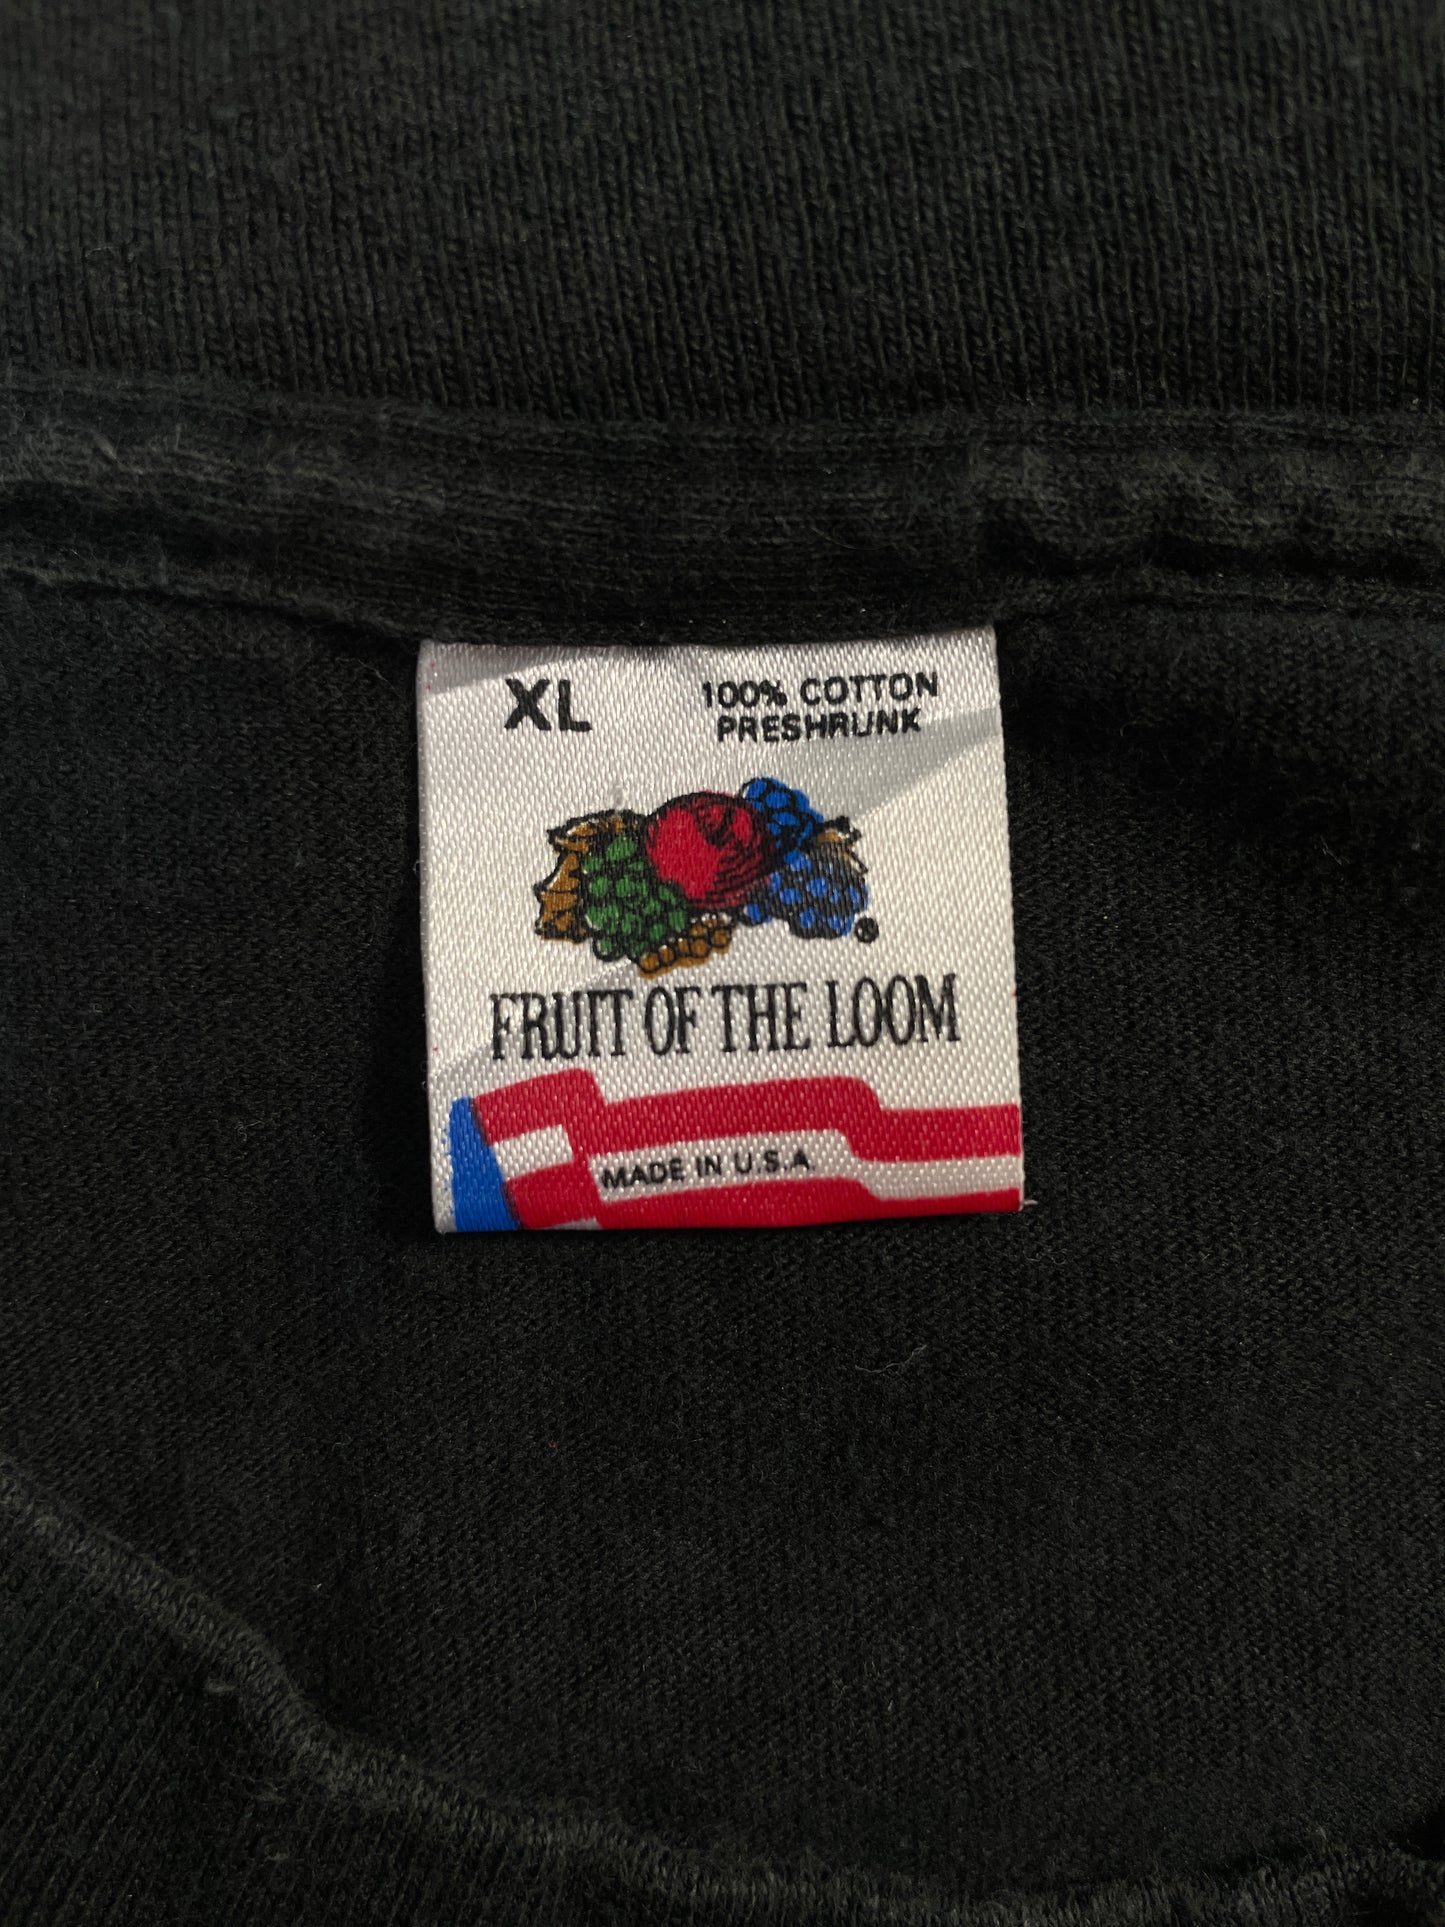 XL
100% COTTON
PRESHRUNK
®
FRUIT OF THE LOOM
MADE IN U.S.A.